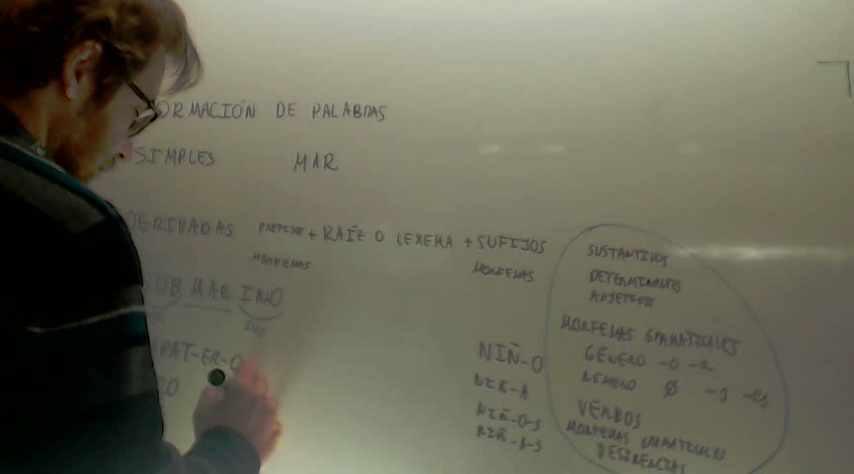 ORMACIÓN DE PALABRAS
SIMPLES MAR
DERIVADAS PREFIJO + RAÍZ O LEXEMA + SUFIJOS
MORFEMAS MORFEMAS
SUB MAR INO
SUF
PAT-ER-O
NIÑ-O
NIÑ-A
NIÑ-O-S
NIÑ-A-S
SUSTANTIVOS
DETERMINANTES
ADJETIVOS
MORFEMAS GRAMATICALES
GÉNERO -O -A
NÚMERO Ø -S -ES
VERBOS
MORFEMAS GRAMATICALES
DESINENCIAS